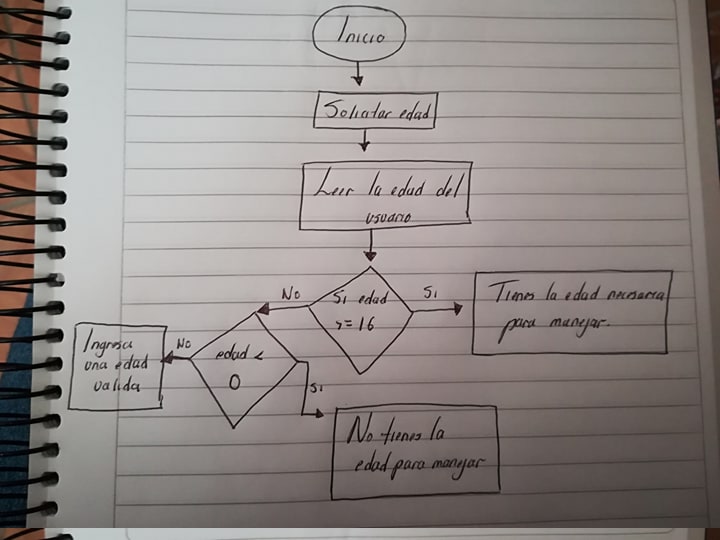 Inicio
Solicitar edad
Leer la edad del
usuario
Si edad
>= 16
No
Si
Tienes la edad necesaria
para manejar.
edad <
0
No
Si
Ingresa
una edad
valida
No tienes la
edad para manejar